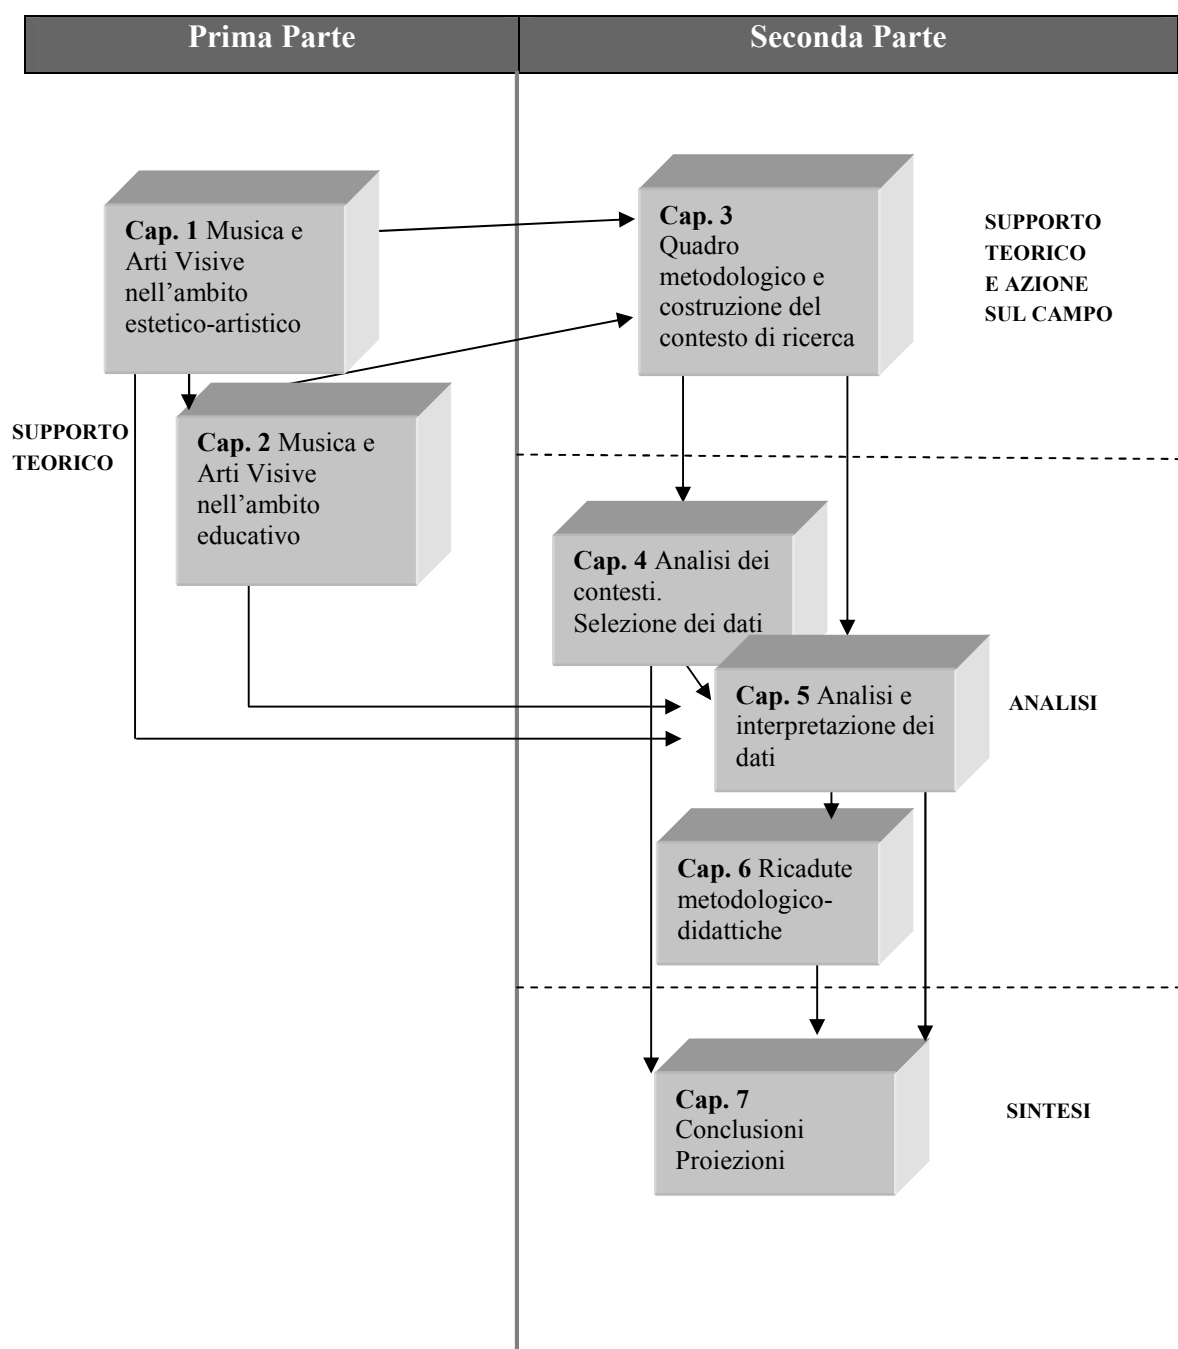 Prima Parte
Seconda Parte
Cap. 1 Musica e
Arti Visive
nell’ambito
estetico-artistico
SUPPORTO
TEORICO
Cap. 2 Musica e
Arti Visive
nell’ambito
educativo
Cap. 3
Quadro
metodologico e
costruzione del
contesto di ricerca
SUPPORTO
TEORICO
E AZIONE
SUL CAMPO
Cap. 4 Analisi dei
contesti.
Selezione dei dati
Cap. 5 Analisi e
interpretazione dei
dati
ANALISI
Cap. 6 Ricadute
metodologico-
didattiche
Cap. 7
Conclusioni
Proiezioni
SINTESI